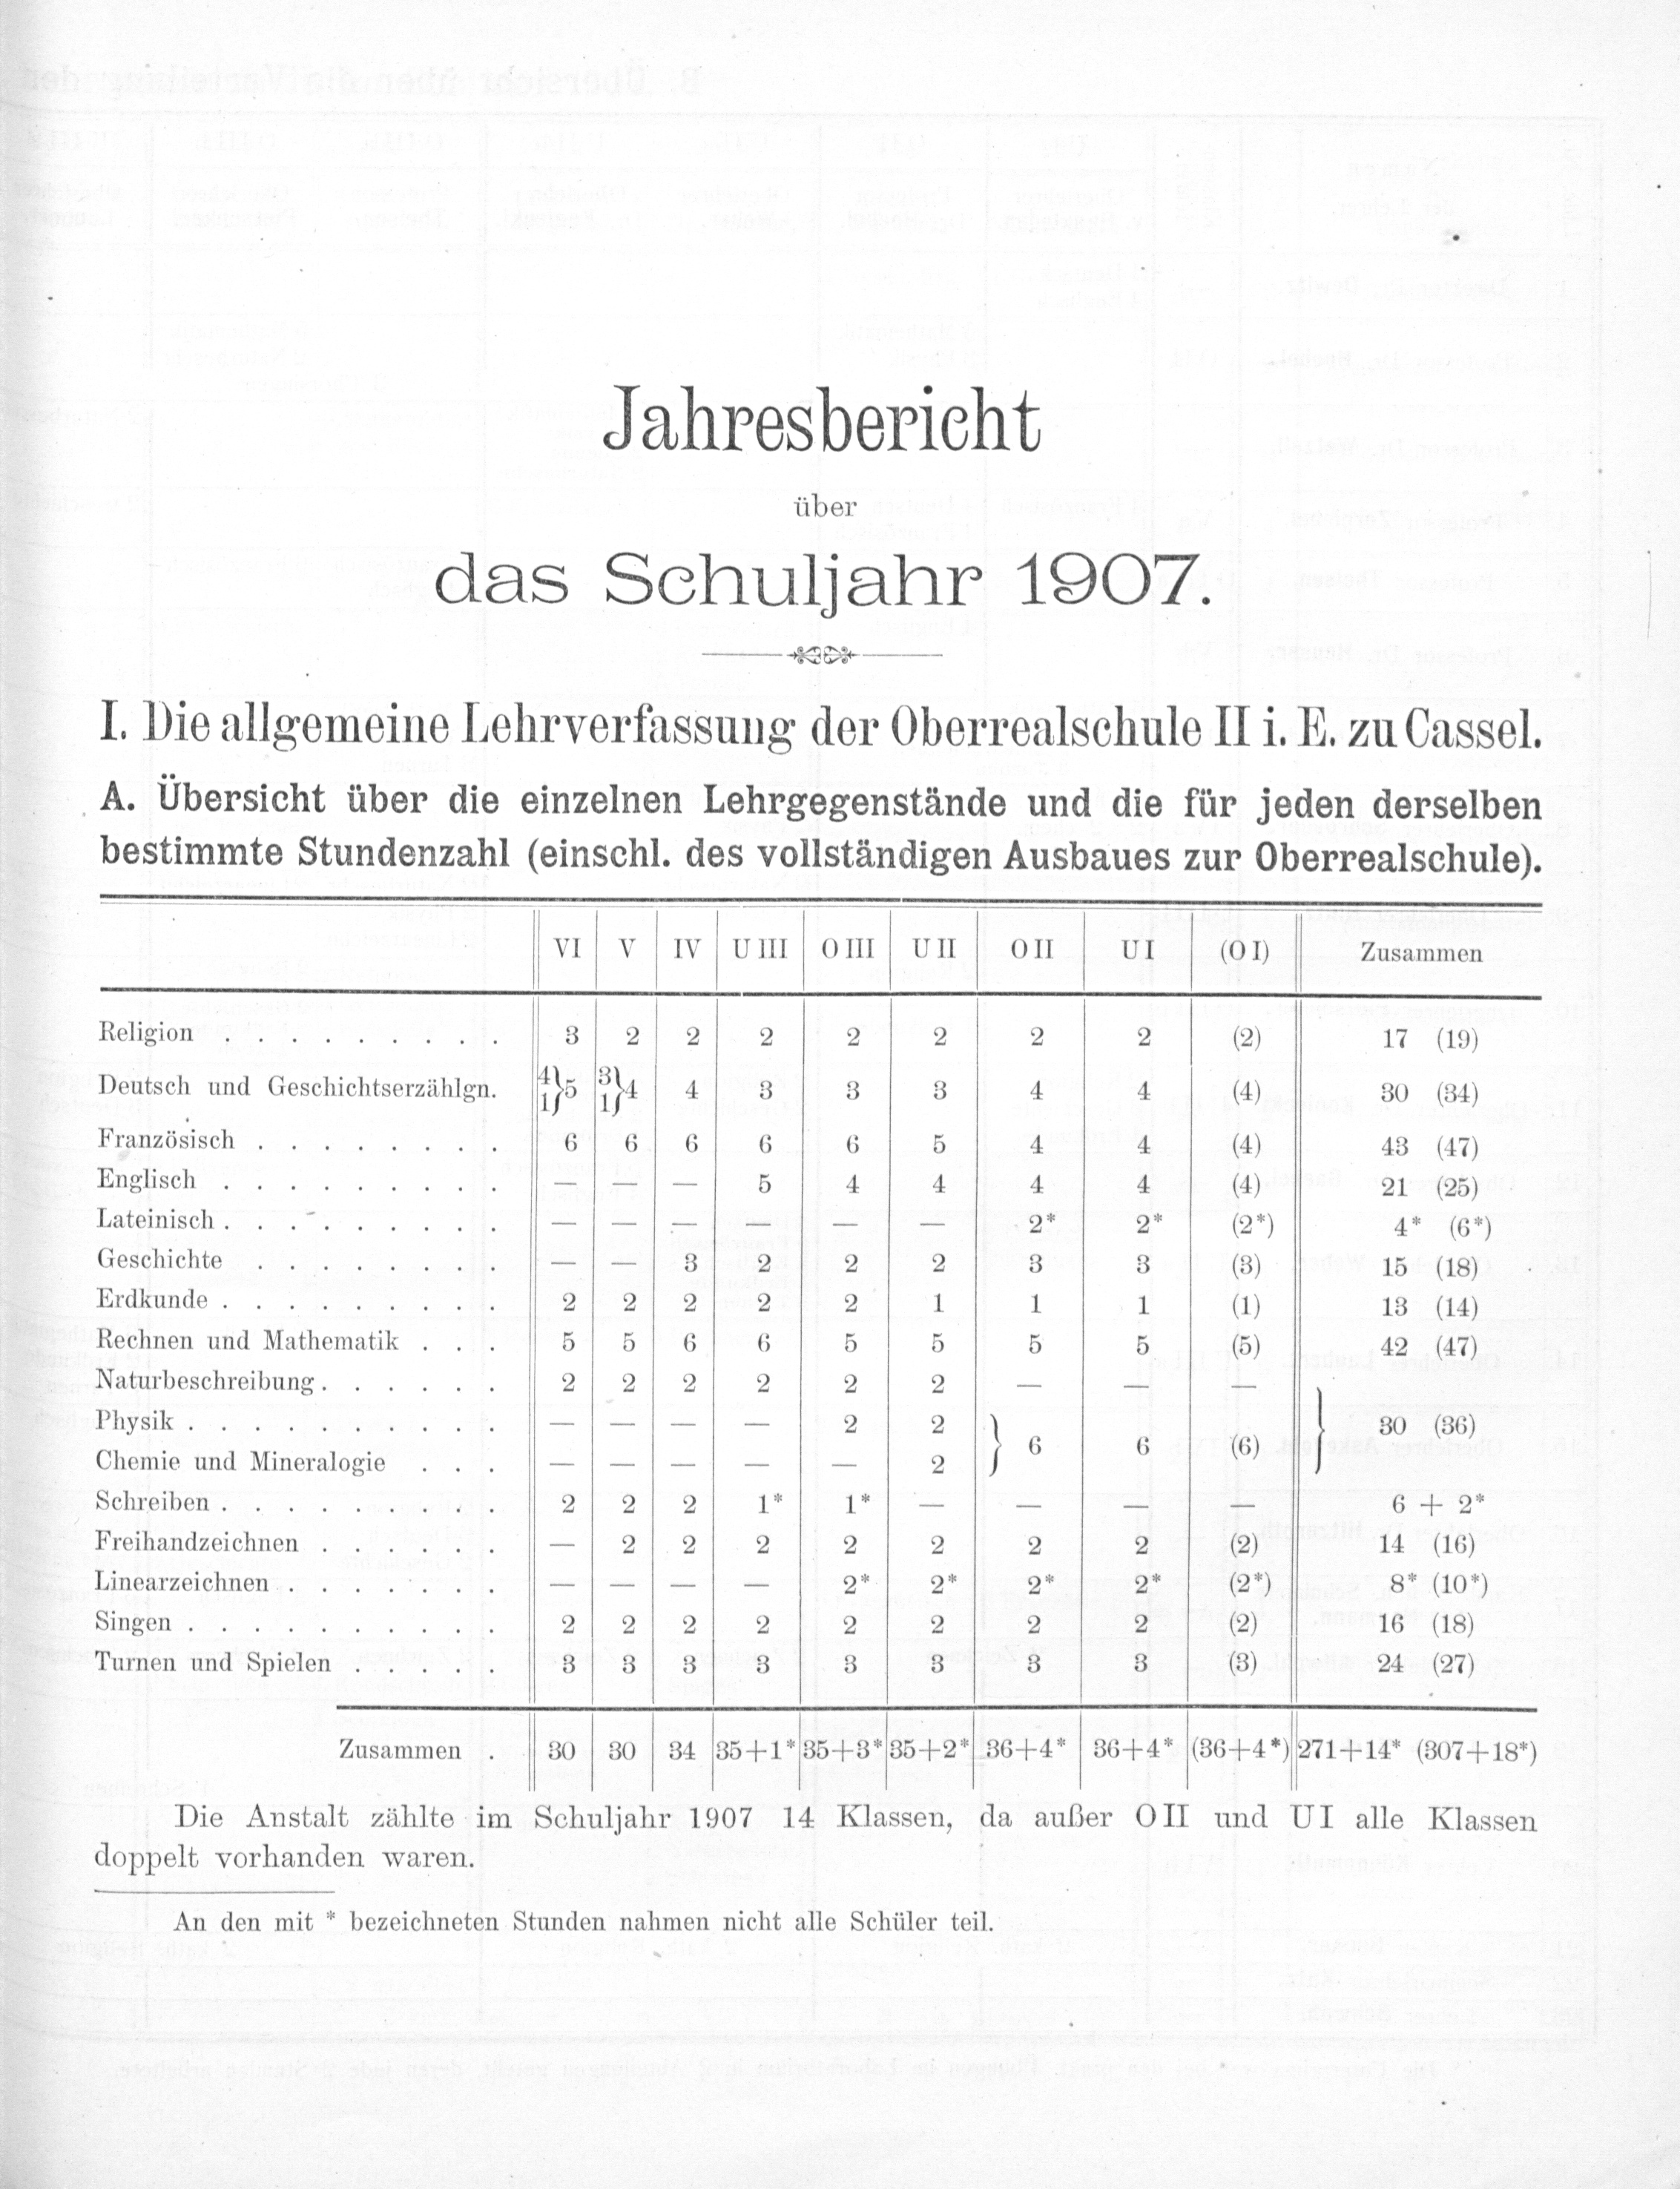 Jahresbericht
über
das Schuljahr 1907.
I. Die allgemeine Lehrverfassung der Oberrealschule II i. E. zu Cassel.
A. Übersicht über die einzelnen Lehrgegenstände und die für jeden derselben
bestimmte Stundenzahl (einschl. des vollständigen Ausbaues zur Oberrealschule).
VI V IV U III O III U II O II U I (O I) Zusammen
Religion . . . . . . . . . 3 2 2 2 2 2 2 2 (2) 17 (19)
Deutsch und Geschichtserzählgn. 4 1 } 5 3 1 } 4 4 3 3 3 4 4 (4) 30 (34)
Französisch . . . . . . . . 6 6 6 6 6 5 4 4 (4) 43 (47)
Englisch . . . . . . . . . — — — 5 4 4 4 4 (4) 21 (25)
Lateinisch . . . . . . . . . — — — — — — 2* 2* (2*) 4* (6*)
Geschichte . . . . . . . . — — 3 2 2 2 3 3 (3) 15 (18)
Erdkunde . . . . . . . . . 2 2 2 2 2 1 1 1 (1) 13 (14)
Rechnen und Mathematik . . . 5 5 6 6 5 5 5 5 (5) 42 (47)
Naturbeschreibung . . . . . . 2 2 2 2 2 2 — — —
Physik . . . . . . . . . . — — — — 2 2 } 6 6 (6) } 30 (36)
Chemie und Mineralogie . . . — — — — — 2
Schreiben . . . . . . . . . 2 2 2 1* 1* — — — — 6 + 2*
Freihandzeichnen . . . . . . — 2 2 2 2 2 2 2 (2) 14 (16)
Linearzeichnen . . . . . . . — — — — 2* 2* 2* 2* (2*) 8* (10*)
Singen . . . . . . . . . . 2 2 2 2 2 2 2 2 (2) 16 (18)
Turnen und Spielen . . . . . 3 3 3 3 3 3 3 3 (3) 24 (27)
Zusammen . 30 30 34 35+1* 35+3* 35+2* 36+4* 36+4* (36+4*) 271+14* (307+18*)
Die Anstalt zählte im Schuljahr 1907 14 Klassen, da außer O II und U I alle Klassen
doppelt vorhanden waren.
An den mit * bezeichneten Stunden nahmen nicht alle Schüler teil.